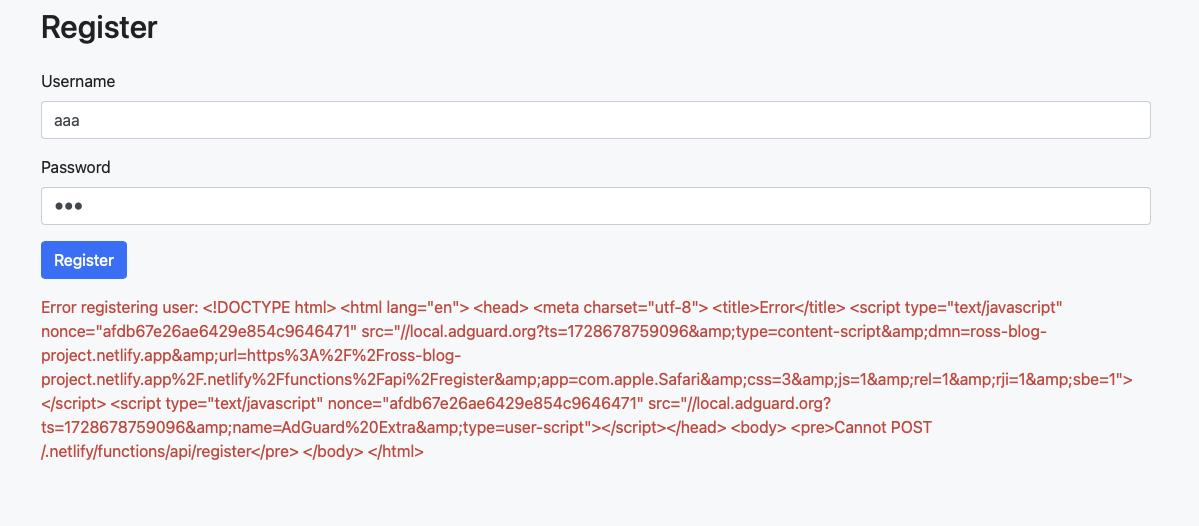 Register
Username
aaa
Password
●●●
Register
Error registering user: <!DOCTYPE html> <html lang="en"> <head> <meta charset="utf-8"> <title>Error</title> <script type="text/javascript"
nonce="afdb67e26ae6429e854c9646471" src="//local.adguard.org?ts=1728678759096&amp;type=content-script&amp;dmn=ross-blog-
project.netlify.app&amp;url=https%3A%2F%2Fross-blog-
project.netlify.app%2F.netlify%2Ffunctions%2Fapi%2Fregister&amp;app=com.apple.Safari&amp;css=3&amp;js=1&amp;rel=1&amp;rji=1&amp;sbe=1">
</script> <script type="text/javascript" nonce="afdb67e26ae6429e854c9646471" src="//local.adguard.org?
ts=1728678759096&amp;name=AdGuard%20Extra&amp;type=user-script"></script></head> <body> <pre>Cannot POST
/.netlify/functions/api/register</pre> </body> </html>